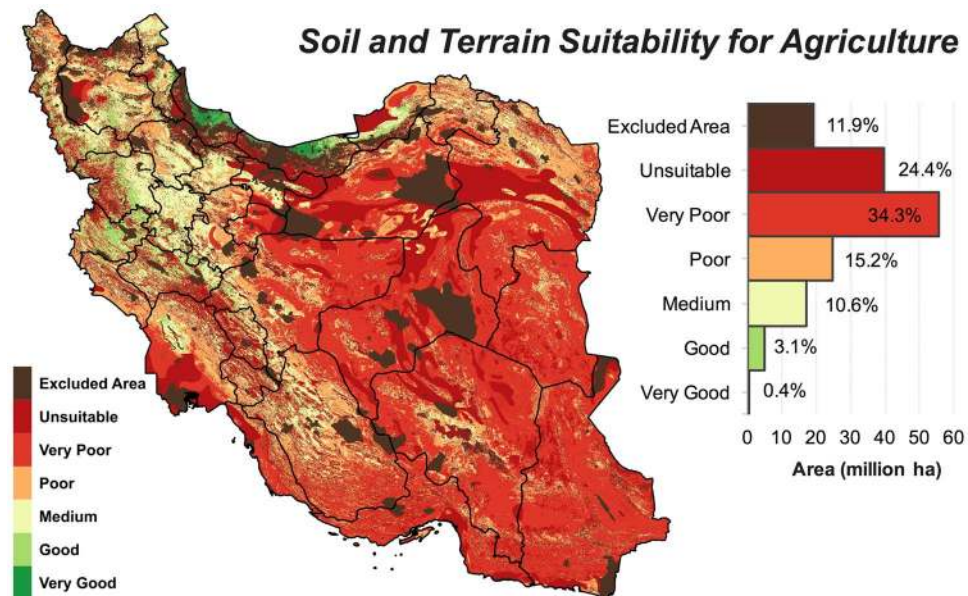 Soil and Terrain Suitability for Agriculture
Excluded Area 11.9%
Unsuitable 24.4%
Very Poor 34.3%
Poor 15.2%
Medium 10.6%
Good 3.1%
Very Good 0.4%
0 10 20 30 40 50 60
Area (million ha)
Excluded Area
Unsuitable
Very Poor
Poor
Medium
Good
Very Good